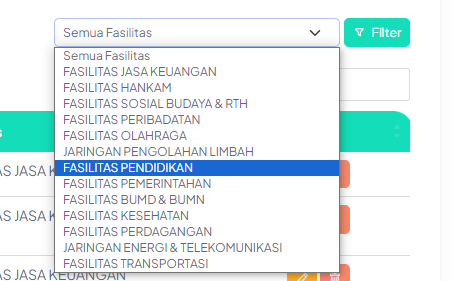 Semua Fasilitas
Filter
Semua Fasilitas
FASILITAS JASA KEUANGAN
FASILITAS HANKAM
FASILITAS SOSIAL BUDAYA & RTH
FASILITAS PERIBADATAN
FASILITAS OLAHRAGA
JARINGAN PENGOLAHAN LIMBAH
FASILITAS PENDIDIKAN
FASILITAS PEMERINTAHAN
FASILITAS BUMD & BUMN
FASILITAS KESEHATAN
FASILITAS PERDAGANGAN
JARINGAN ENERGI & TELEKOMUNIKASI
FASILITAS TRANSPORTASI
s
AS JASA K
AS JASA K
AS JASA KEUANGAN